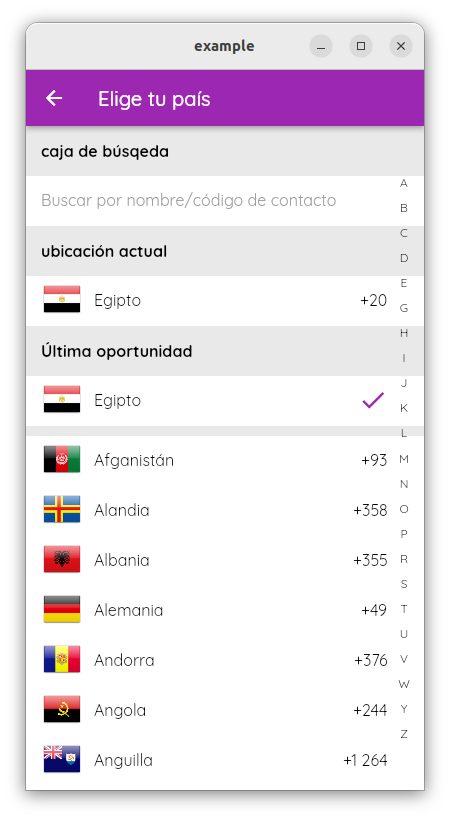 example
Elige tu país
caja de búsqeda
Buscar por nombre/código de contacto
ubicación actual
Egipto +20
Última oportunidad
Egipto
Afganistán +93
Alandia +358
Albania +355
Alemania +49
Andorra +376
Angola +244
Anguilla +1 264
A
B
C
D
E
G
H
I
J
K
L
M
N
O
P
R
S
T
U
V
W
Y
Z